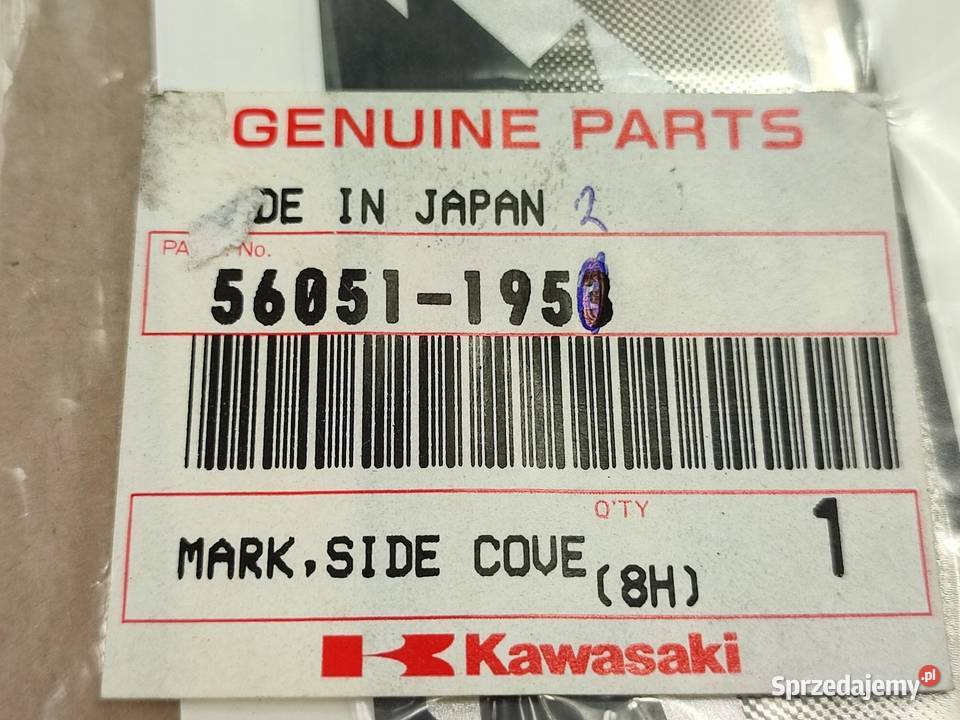 GENUINE PARTS
DE IN JAPAN 2
No.
56051-195
Q'TY
MARK,SIDE COVE (8H) 1
Kawasaki
Sprzedajemy.pl